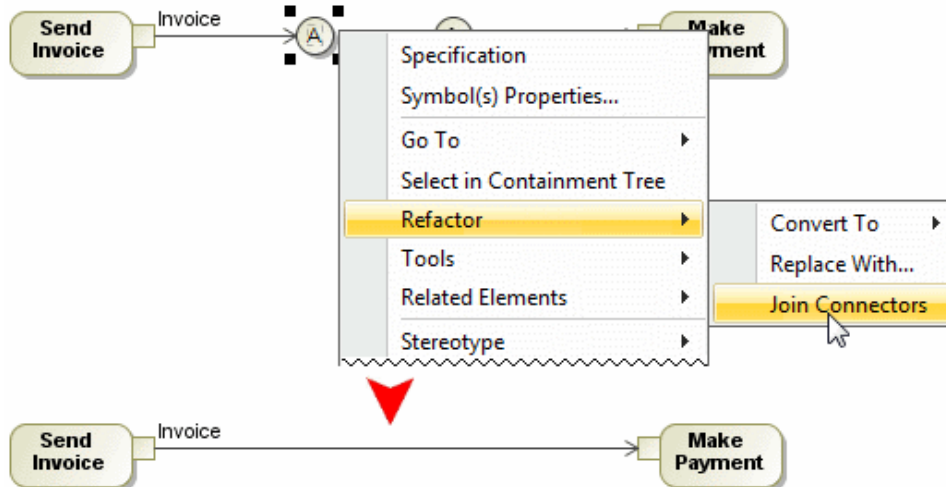 Send
Invoice
Invoice
A
Make
ment
Specification
Symbol(s) Properties...
Go To
Select in Containment Tree
Refactor
Tools
Related Elements
Stereotype
Convert To
Replace With...
Join Connectors
Send
Invoice
Invoice
Make
Payment